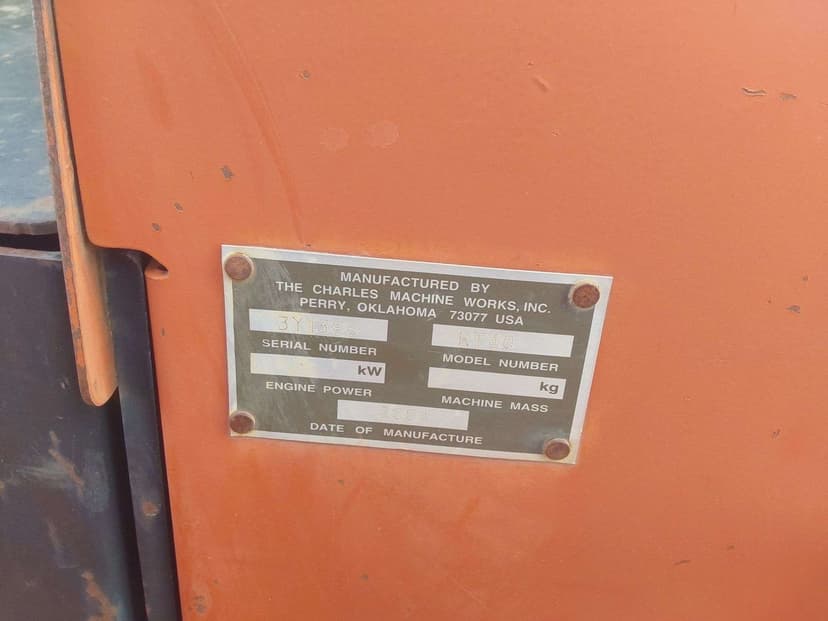 MANUFACTURED BY
THE CHARLES MACHINE WORKS, INC.
PERRY, OKLAHOMA 73077 USA
SERIAL NUMBER
MODEL NUMBER
kW
kg
ENGINE POWER
MACHINE MASS
DATE OF MANUFACTURE